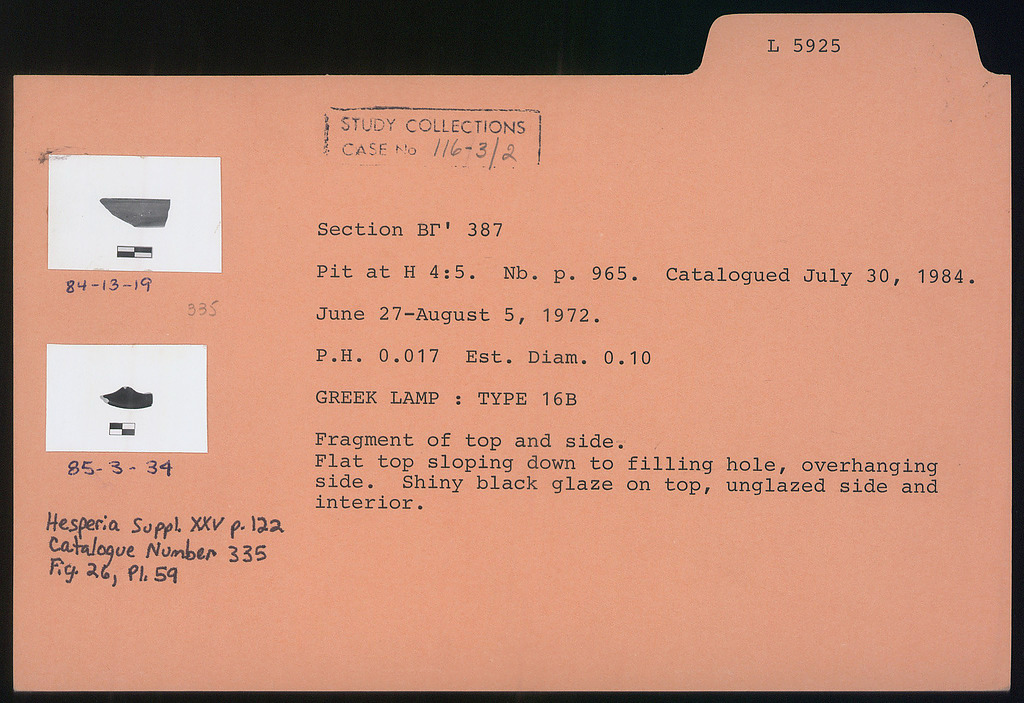 L 5925
STUDY COLLECTIONS
CASE No 116-3/2
84-13-19
335
85-3-34
Hesperia Suppl. XXV p. 122
Catalogue Number 335
Fig. 26, Pl. 59
Section ΒΓ' 387
Pit at H 4:5. Nb. p. 965. Catalogued July 30, 1984.
June 27-August 5, 1972.
P.H. 0.017 Est. Diam. 0.10
GREEK LAMP : TYPE 16B
Fragment of top and side.
Flat top sloping down to filling hole, overhanging
side. Shiny black glaze on top, unglazed side and
interior.